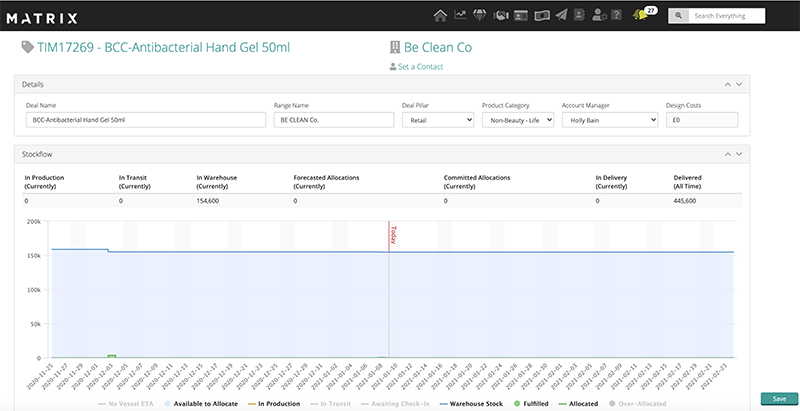 MATRIX
27
Search Everything
TIM17269 - BCC-Antibacterial Hand Gel 50ml
Be Clean Co
Set a Contact
Details
Deal Name Range Name Deal Pillar Product Category Account Manager Design Costs
BCC-Antibacterial Hand Gel 50ml BE CLEAN Co. Retail Non-Beauty - Life Holly Bain £0
Stockflow
In Production In Transit In Warehouse Forecasted Allocations Committed Allocations In Delivery Delivered
(Currently) (Currently) (Currently) (Currently) (Currently) (Currently) (All Time)
0 0 154,600 0 0 0 445,600
200k
Today
150k
100k
50k
0
2020-11-25 2020-11-27 2020-11-29 2020-12-01 2020-12-03 2020-12-05 2020-12-07 2020-12-09 2020-12-11 2020-12-13 2020-12-15 2020-12-17 2020-12-19 2020-12-21 2020-12-23 2020-12-25 2020-12-27 2020-12-29 2020-12-31 2021-01-02 2021-01-04 2021-01-06 2021-01-08 2021-01-10 2021-01-12 2021-01-14 2021-01-16 2021-01-18 2021-01-20 2021-01-22 2021-01-24 2021-01-26 2021-01-28 2021-01-30 2021-02-01 2021-02-03 2021-02-05 2021-02-07 2021-02-09 2021-02-11 2021-02-13 2021-02-15 2021-02-17 2021-02-19 2021-02-21 2021-02-23
No Vessel ETA Available to Allocate In Production In Transit Awaiting Check-in Warehouse Stock Fulfilled Allocated Over-Allocated
Save